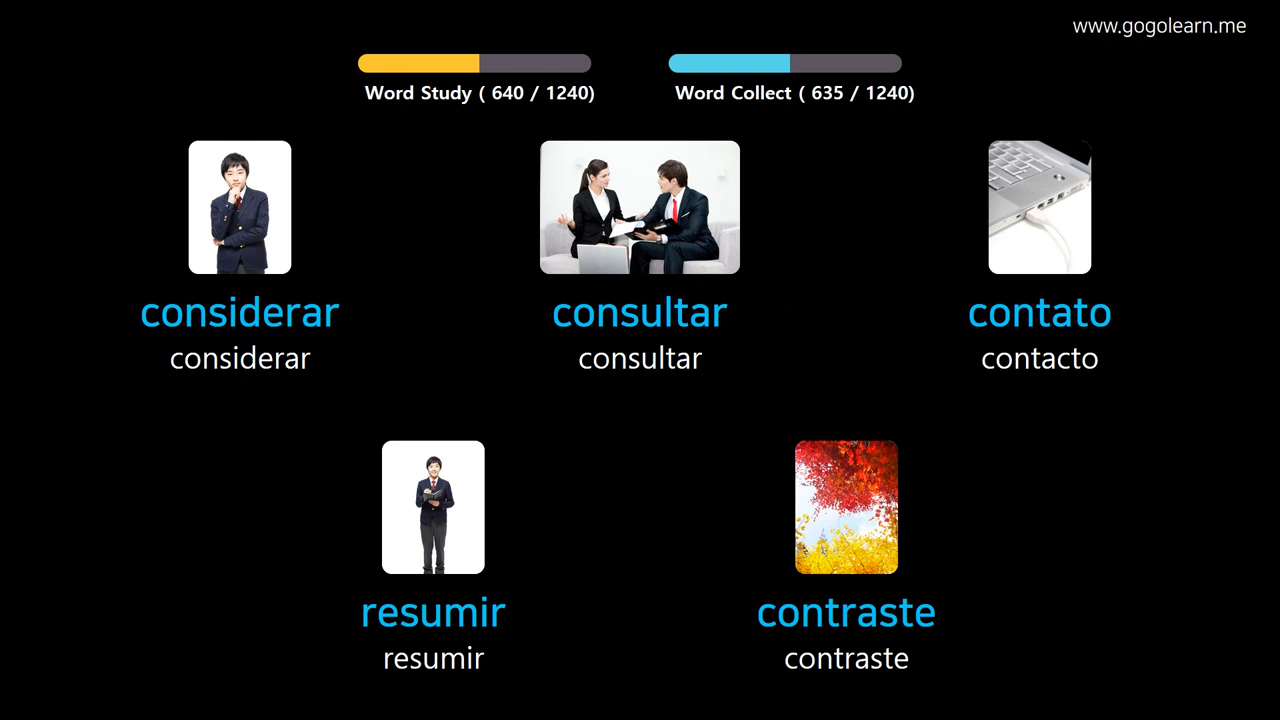 www.gogolearn.me
Word Study ( 640 / 1240)
Word Collect ( 635 / 1240)
considerar
considerar
consultar
consultar
contato
contacto
resumir
resumir
contraste
contraste